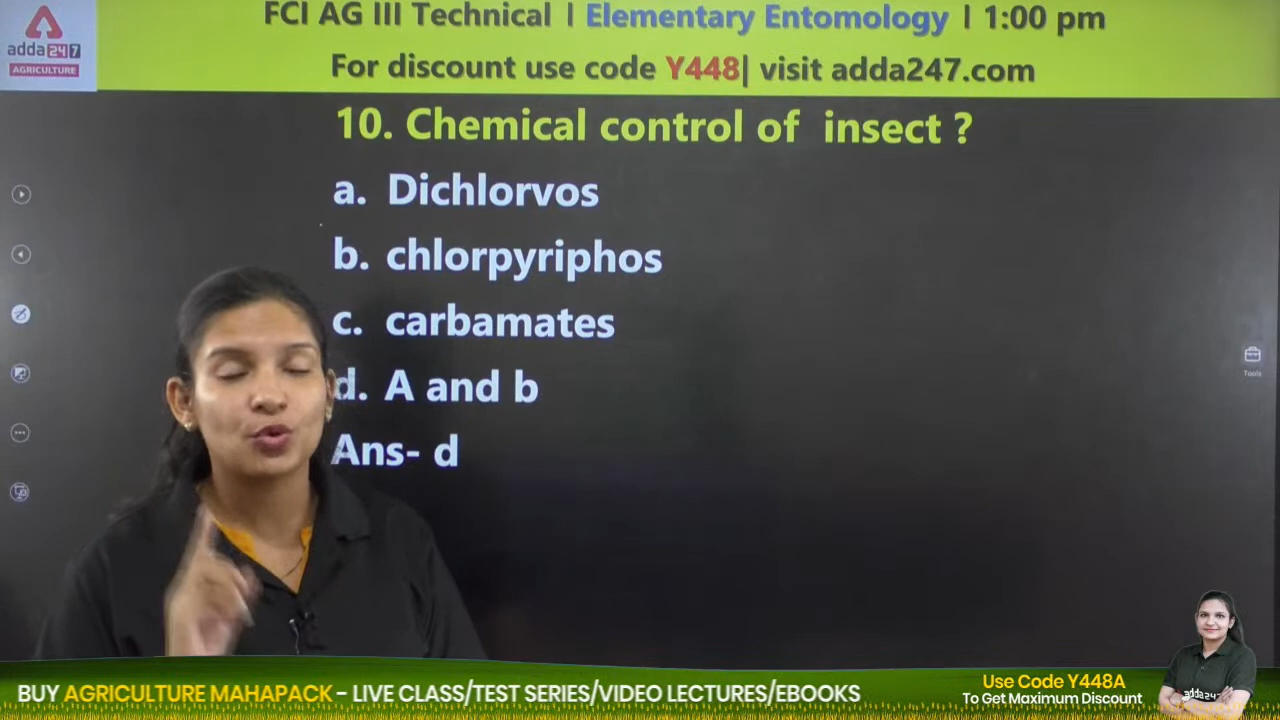 FCI AG III Technical I Elementary Entomology I 1:00 pm
For discount use code Y448| visit adda247.com
adda247
AGRICULTURE
10. Chemical control of insect ?
a. Dichlorvos
b. chlorpyriphos
c. carbamates
d. A and b
Ans- d
Tools
BUY AGRICULTURE MAHAPACK - LIVE CLASS/TEST SERIES/VIDEO LECTURES/EBOOKS
Use Code Y448A
To Get Maximum Discount
adda247